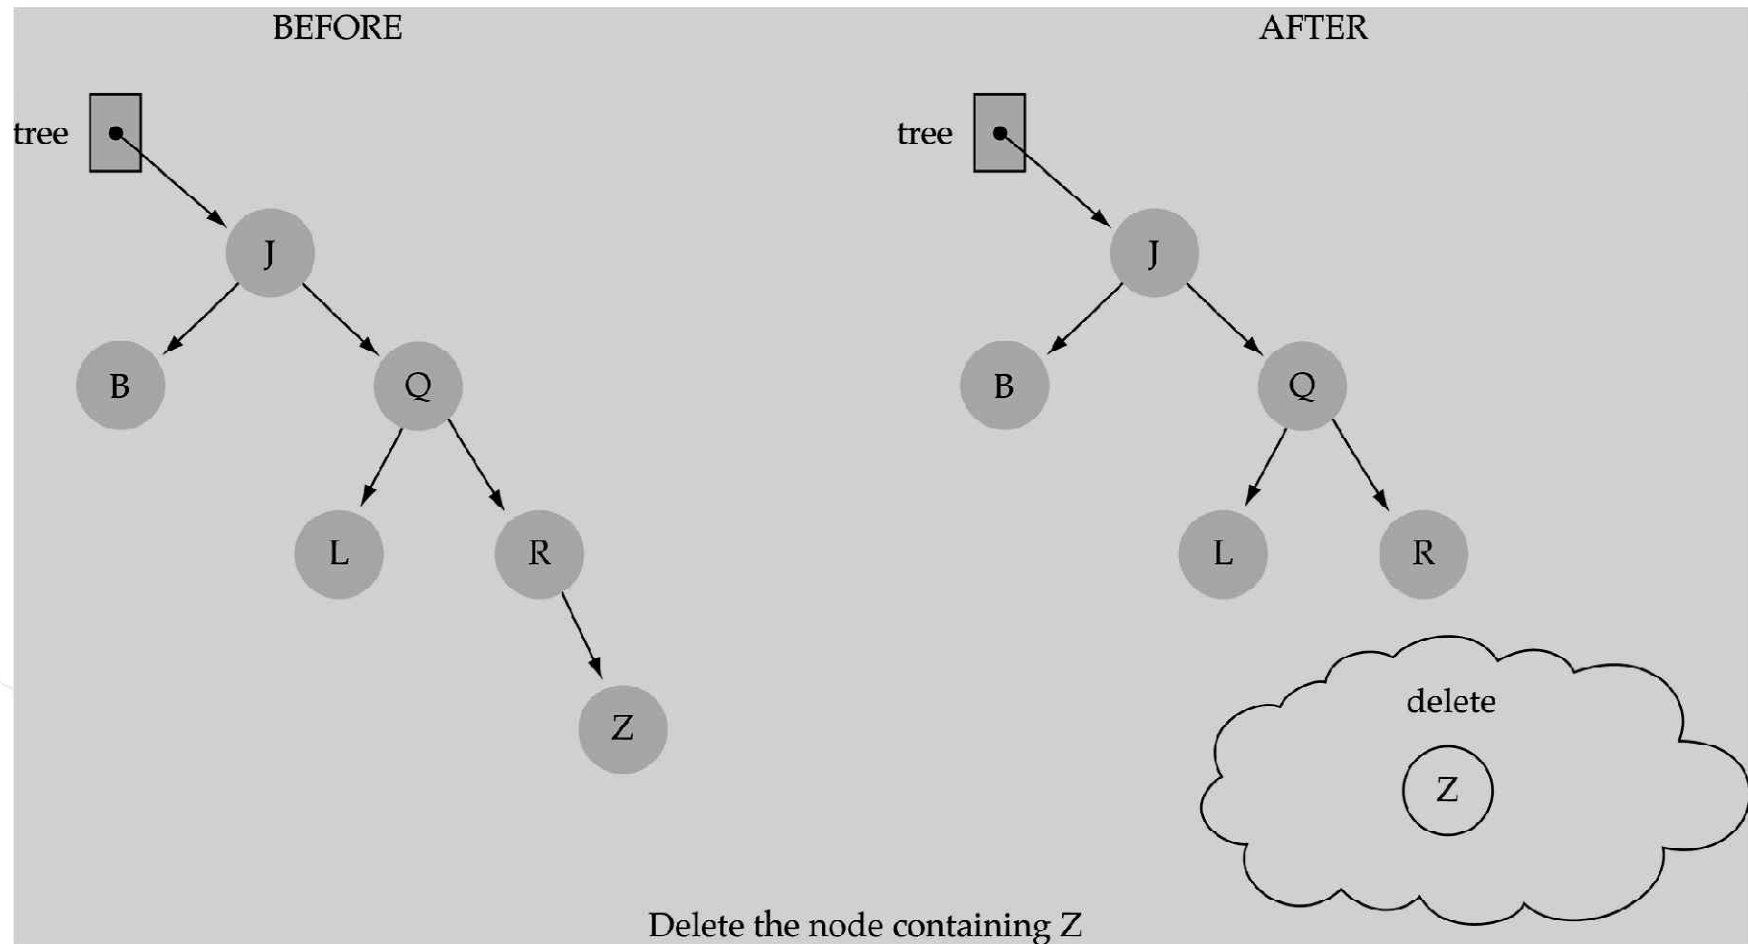 BEFORE
tree
J
B
Q
L
R
Z
AFTER
tree
J
B
Q
L
R
delete
Z
Delete the node containing Z